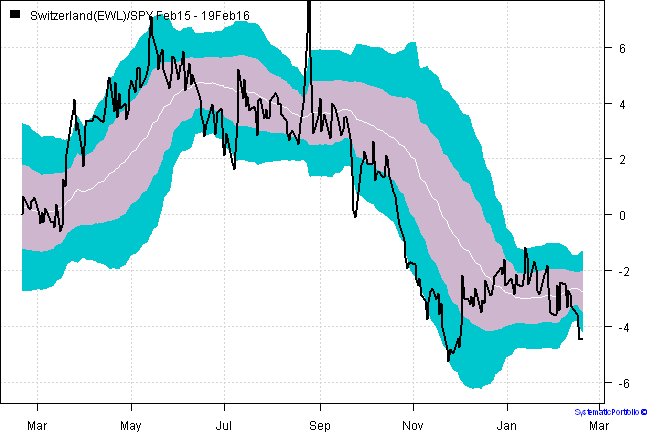 Switzerland(EWL)/SPY Feb15 - 19Feb16
6
4
2
0
-2
-4
-6
SystematicPortfolio ©
Mar May Jul Sep Nov Jan Mar